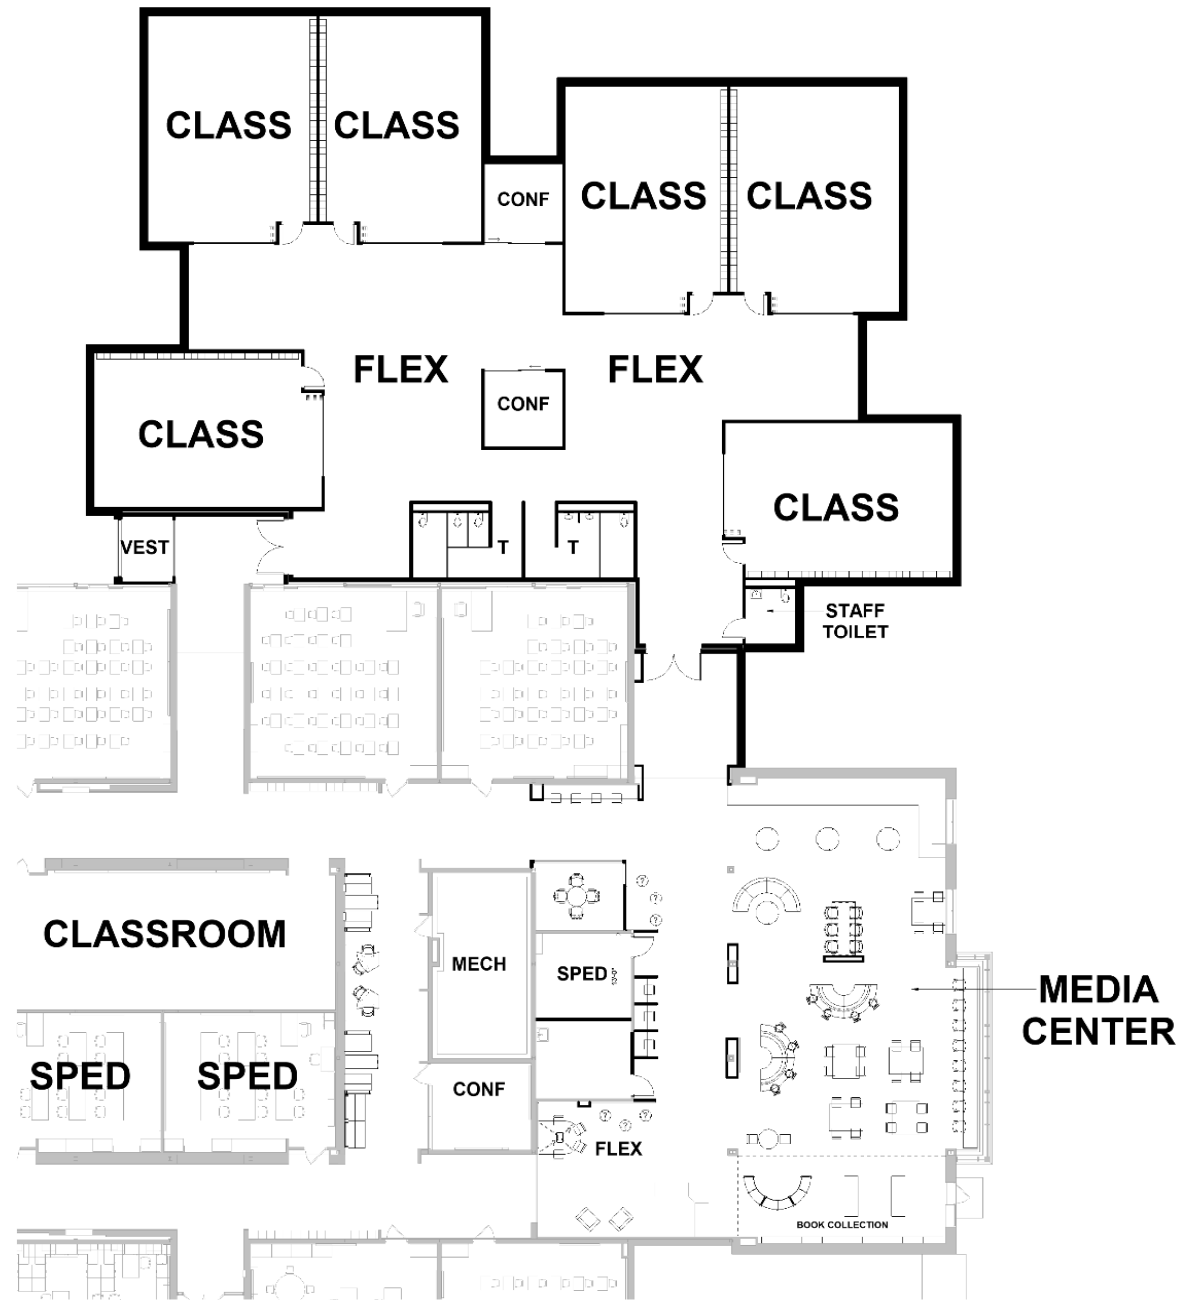 CLASS
CLASS
CONF
CLASS
CLASS
FLEX
FLEX
CONF
CLASS
CLASS
VEST
T
T
STAFF
TOILET
CLASSROOM
MECH
SPED
MEDIA
CENTER
SPED
SPED
CONF
FLEX
BOOK COLLECTION